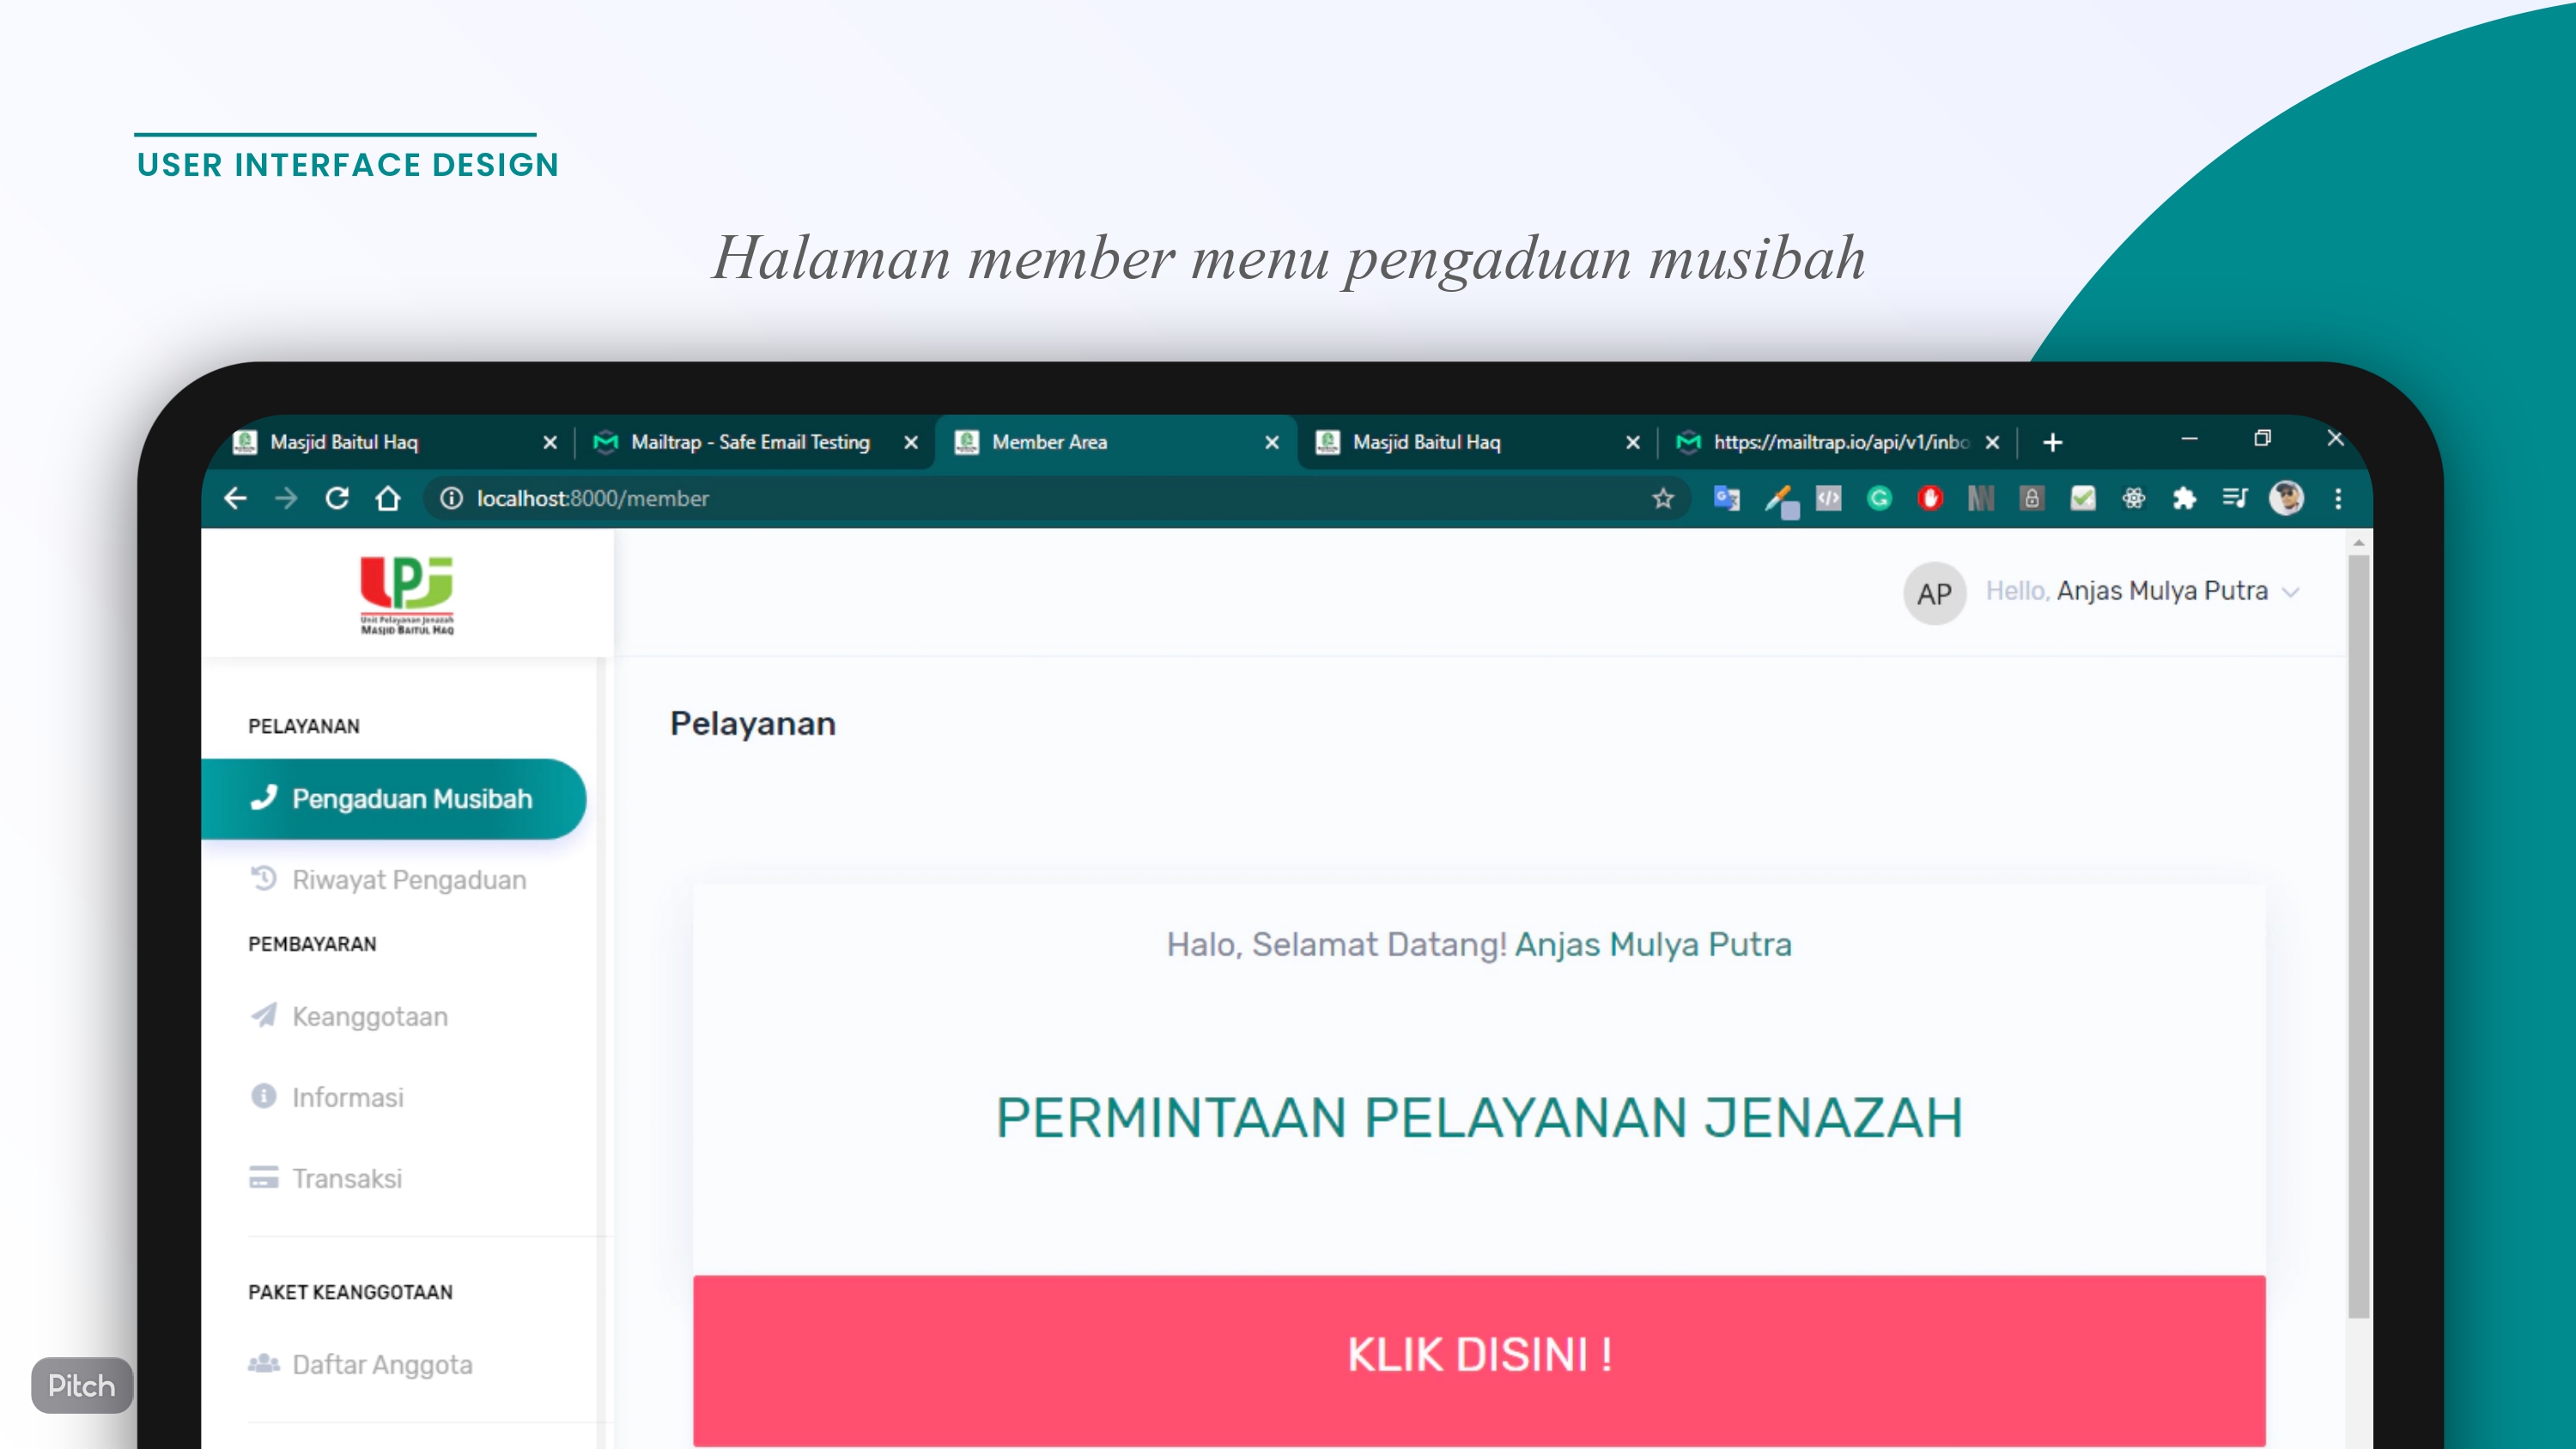 USER INTERFACE DESIGN
Halaman member menu pengaduan musibah
Masjid Baitul Haq
Mailtrap - Safe Email Testing
Member Area
Masjid Baitul Haq
https://mailtrap.io/api/v1/inbo
localhost:8000/member
UPJ
Unit Pelayanan Jenazah
MASJID BAITUL HAQ
AP
Hello, Anjas Mulya Putra
PELAYANAN
Pengaduan Musibah
Riwayat Pengaduan
PEMBAYARAN
Keanggotaan
Informasi
Transaksi
PAKET KEANGGOTAAN
Daftar Anggota
Pelayanan
Halo, Selamat Datang! Anjas Mulya Putra
PERMINTAAN PELAYANAN JENAZAH
KLIK DISINI !
Pitch